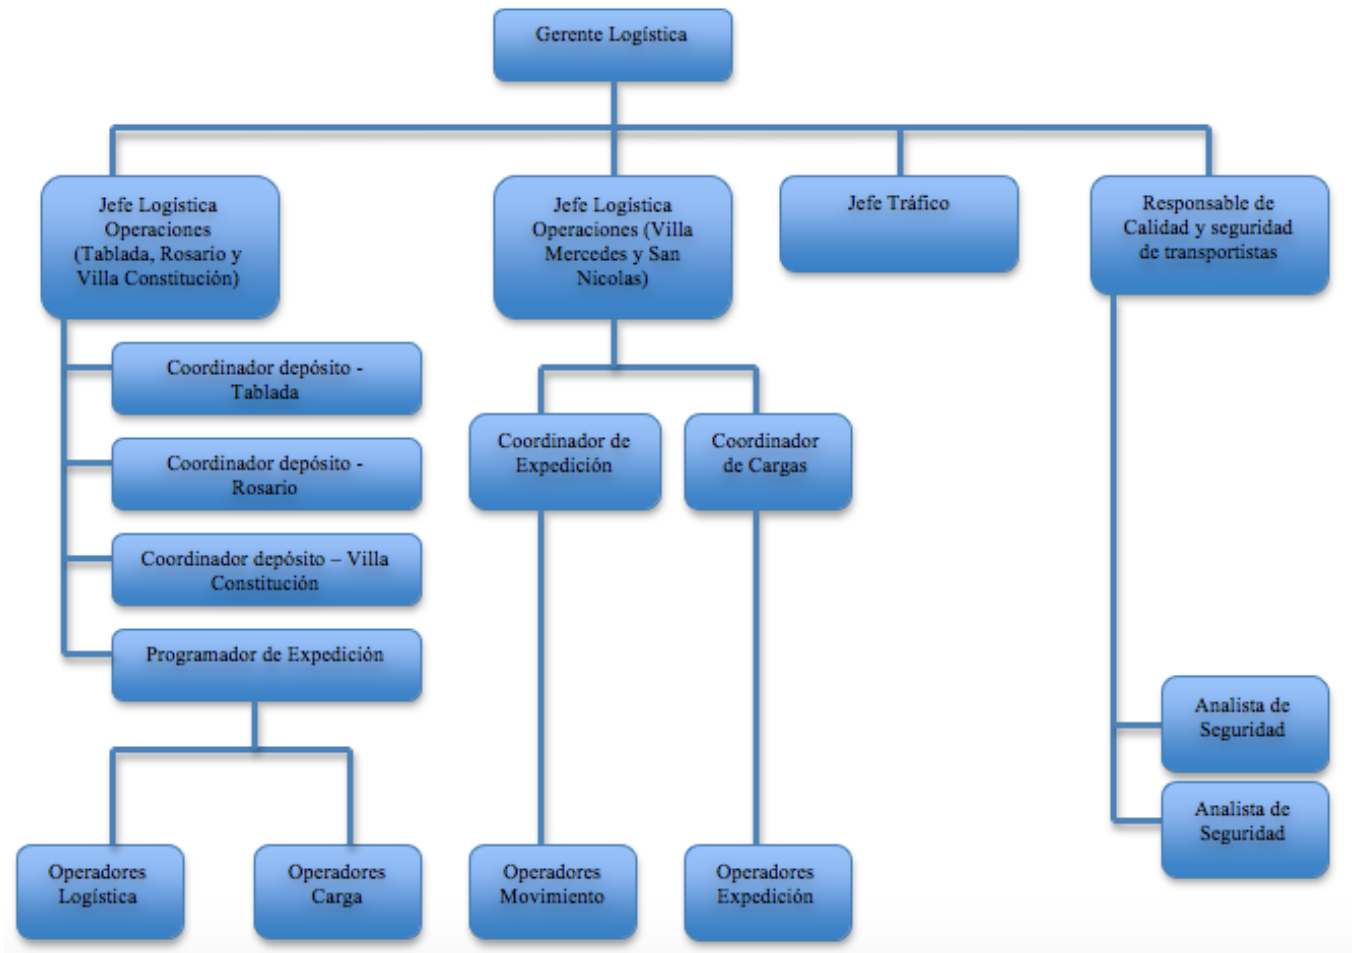 Gerente Logística
Jefe Logística
Operaciones
(Tablada, Rosario y
Villa Constitución)
Jefe Logística
Operaciones (Villa
Mercedes y San
Nicolas)
Jefe Tráfico
Responsable de
Calidad y seguridad
de transportistas
Coordinador depósito -
Tablada
Coordinador depósito -
Rosario
Coordinador depósito – Villa
Constitución
Programador de Expedición
Coordinador de
Expedición
Coordinador
de Cargas
Analista de
Seguridad
Analista de
Seguridad
Operadores
Logística
Operadores
Carga
Operadores
Movimiento
Operadores
Expedición